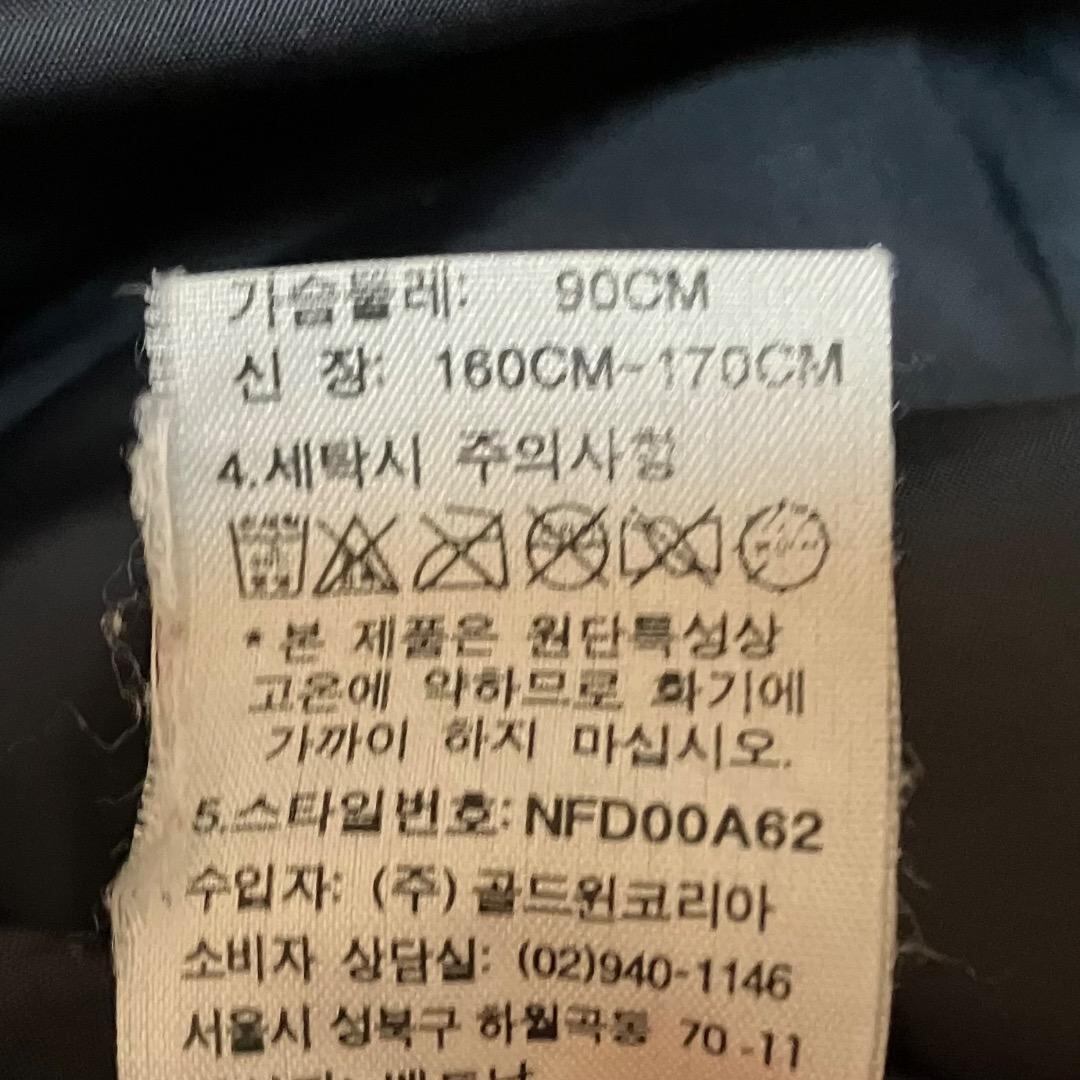 가슴둘레: 90CM
신 장: 160CM~170CM
4.세탁시 주의사항
* 본 제품은 원단특성상
고온에 약하므로 화기에
가까이 하지 마십시오.
5.스타일번호: NFD00A62
수입자: (주)골드윈코리아
소비자 상담실: (02)940-1146
서울시 성북구 하월곡동 70-11
베트남